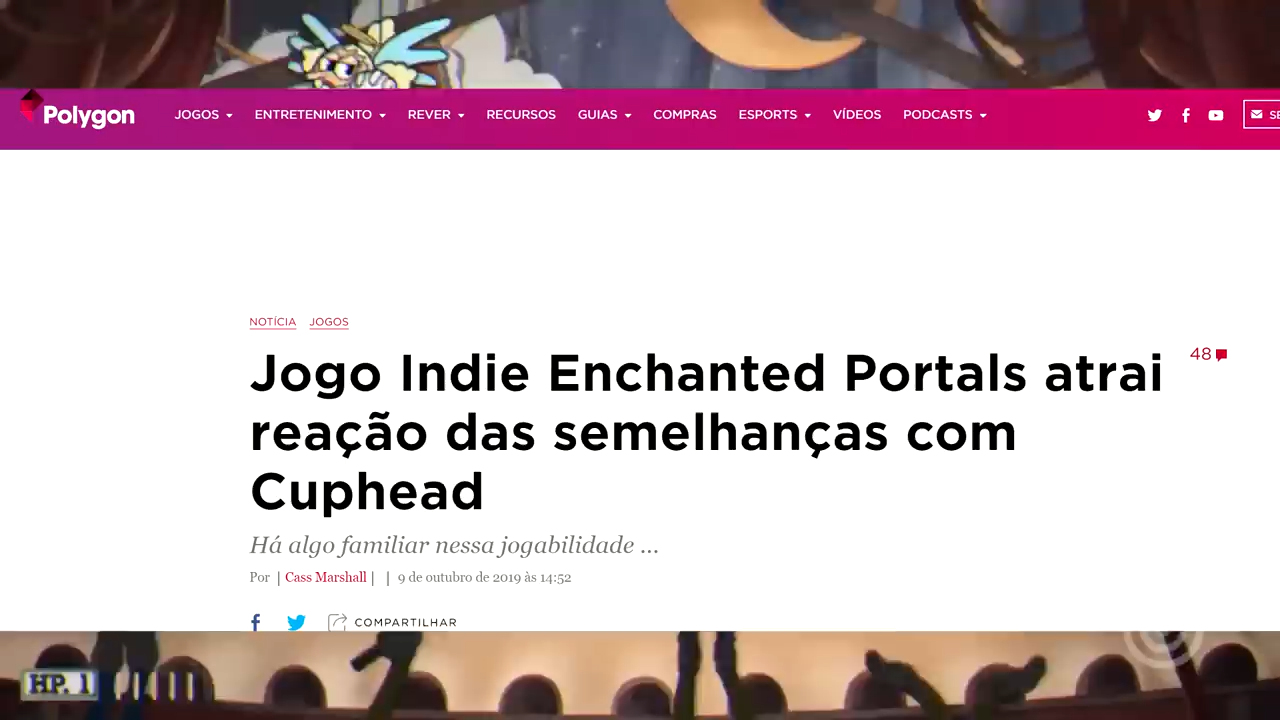 Polygon JOGOS ENTRETENIMENTO REVER RECURSOS GUIAS COMPRAS ESPORTS VÍDEOS PODCASTS
NOTÍCIA JOGOS
Jogo Indie Enchanted Portals atrai
48
reação das semelhanças com
Cuphead
Há algo familiar nessa jogabilidade ...
Por | Cass Marshall | | 9 de outubro de 2019 às 14:52
COMPARTILHAR
HP. 1